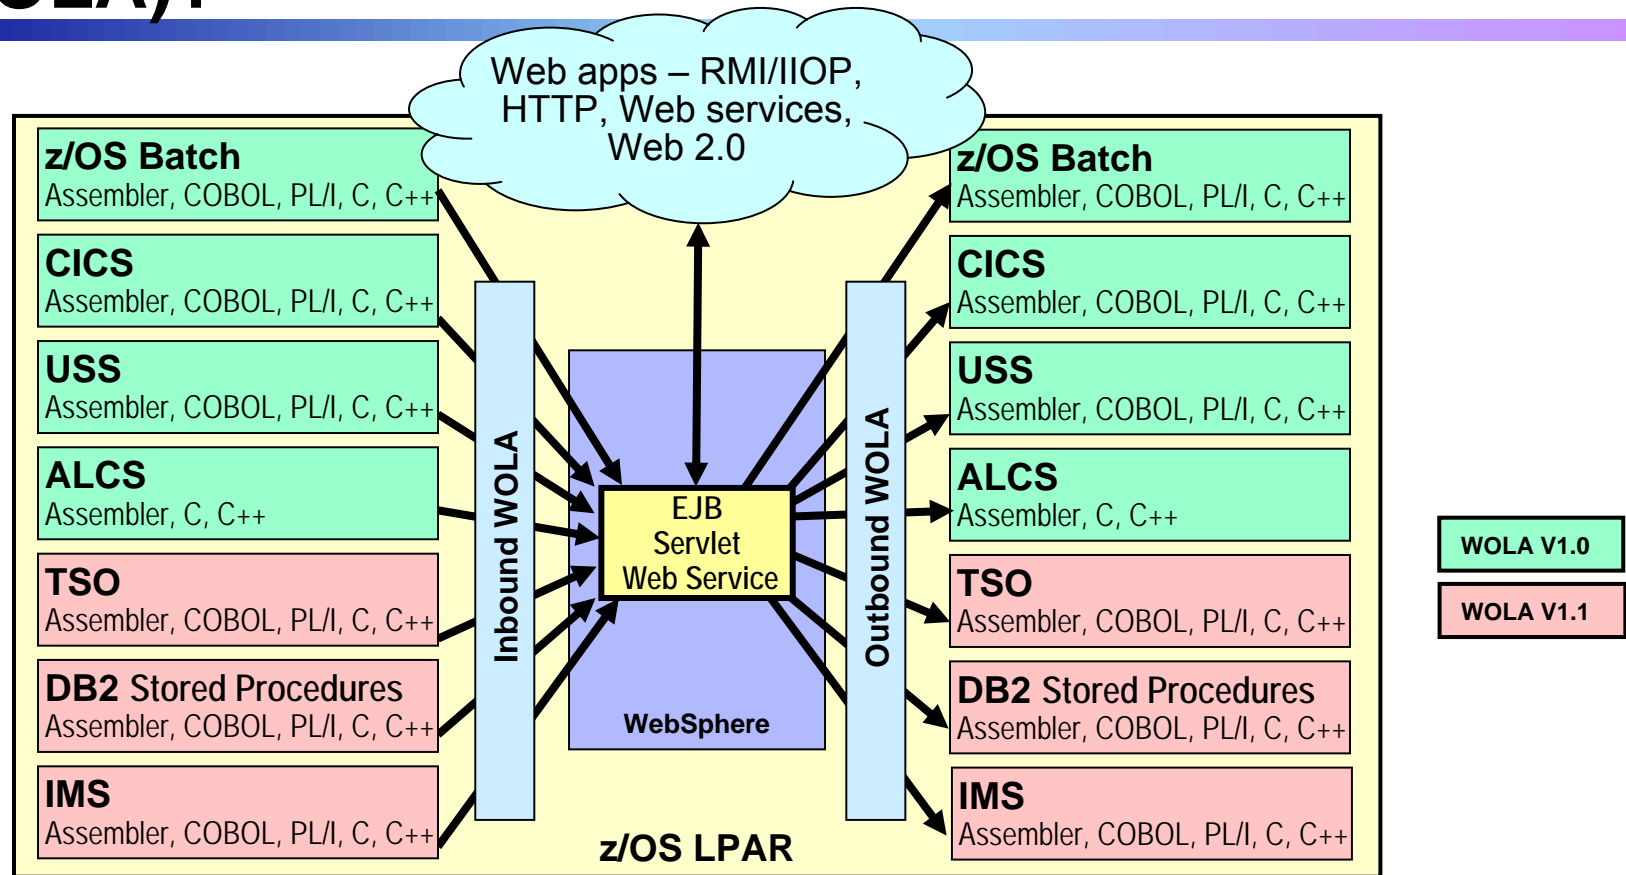 OLA)?
Web apps – RMI/IIOP,
HTTP, Web services,
Web 2.0
z/OS Batch
Assembler, COBOL, PL/I, C, C++
CICS
Assembler, COBOL, PL/I, C, C++
USS
Assembler, COBOL, PL/I, C, C++
ALCS
Assembler, C, C++
TSO
Assembler, COBOL, PL/I, C, C++
DB2 Stored Procedures
Assembler, COBOL, PL/I, C, C++
IMS
Assembler, COBOL, PL/I, C, C++
Inbound WOLA
EJB
Servlet
Web Service
WebSphere
z/OS LPAR
Outbound WOLA
z/OS Batch
Assembler, COBOL, PL/I, C, C++
CICS
Assembler, COBOL, PL/I, C, C++
USS
Assembler, COBOL, PL/I, C, C++
ALCS
Assembler, C, C++
TSO
Assembler, COBOL, PL/I, C, C++
DB2 Stored Procedures
Assembler, COBOL, PL/I, C, C++
IMS
Assembler, COBOL, PL/I, C, C++
WOLA V1.0
WOLA V1.1